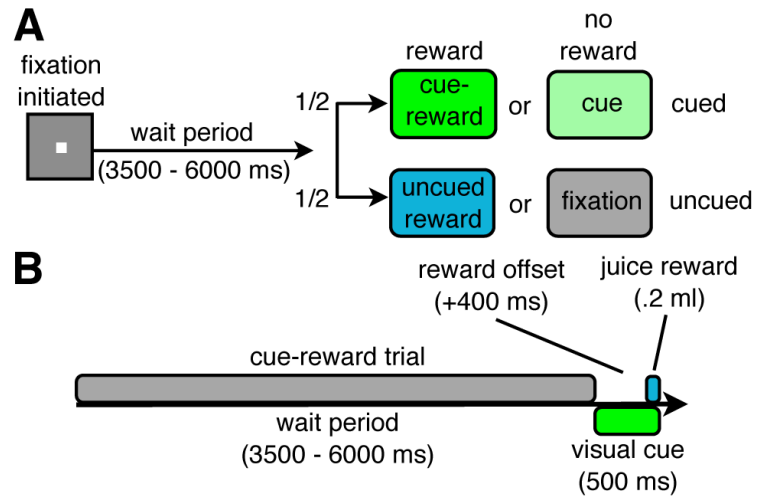 A
fixation
initiated
wait period
(3500 - 6000 ms)
1/2
1/2
reward
no
reward
cue-
reward
or
cue
cued
uncued
reward
or
fixation
uncued
B
reward offset
(+400 ms)
juice reward
(.2 ml)
cue-reward trial
wait period
(3500 - 6000 ms)
visual cue
(500 ms)